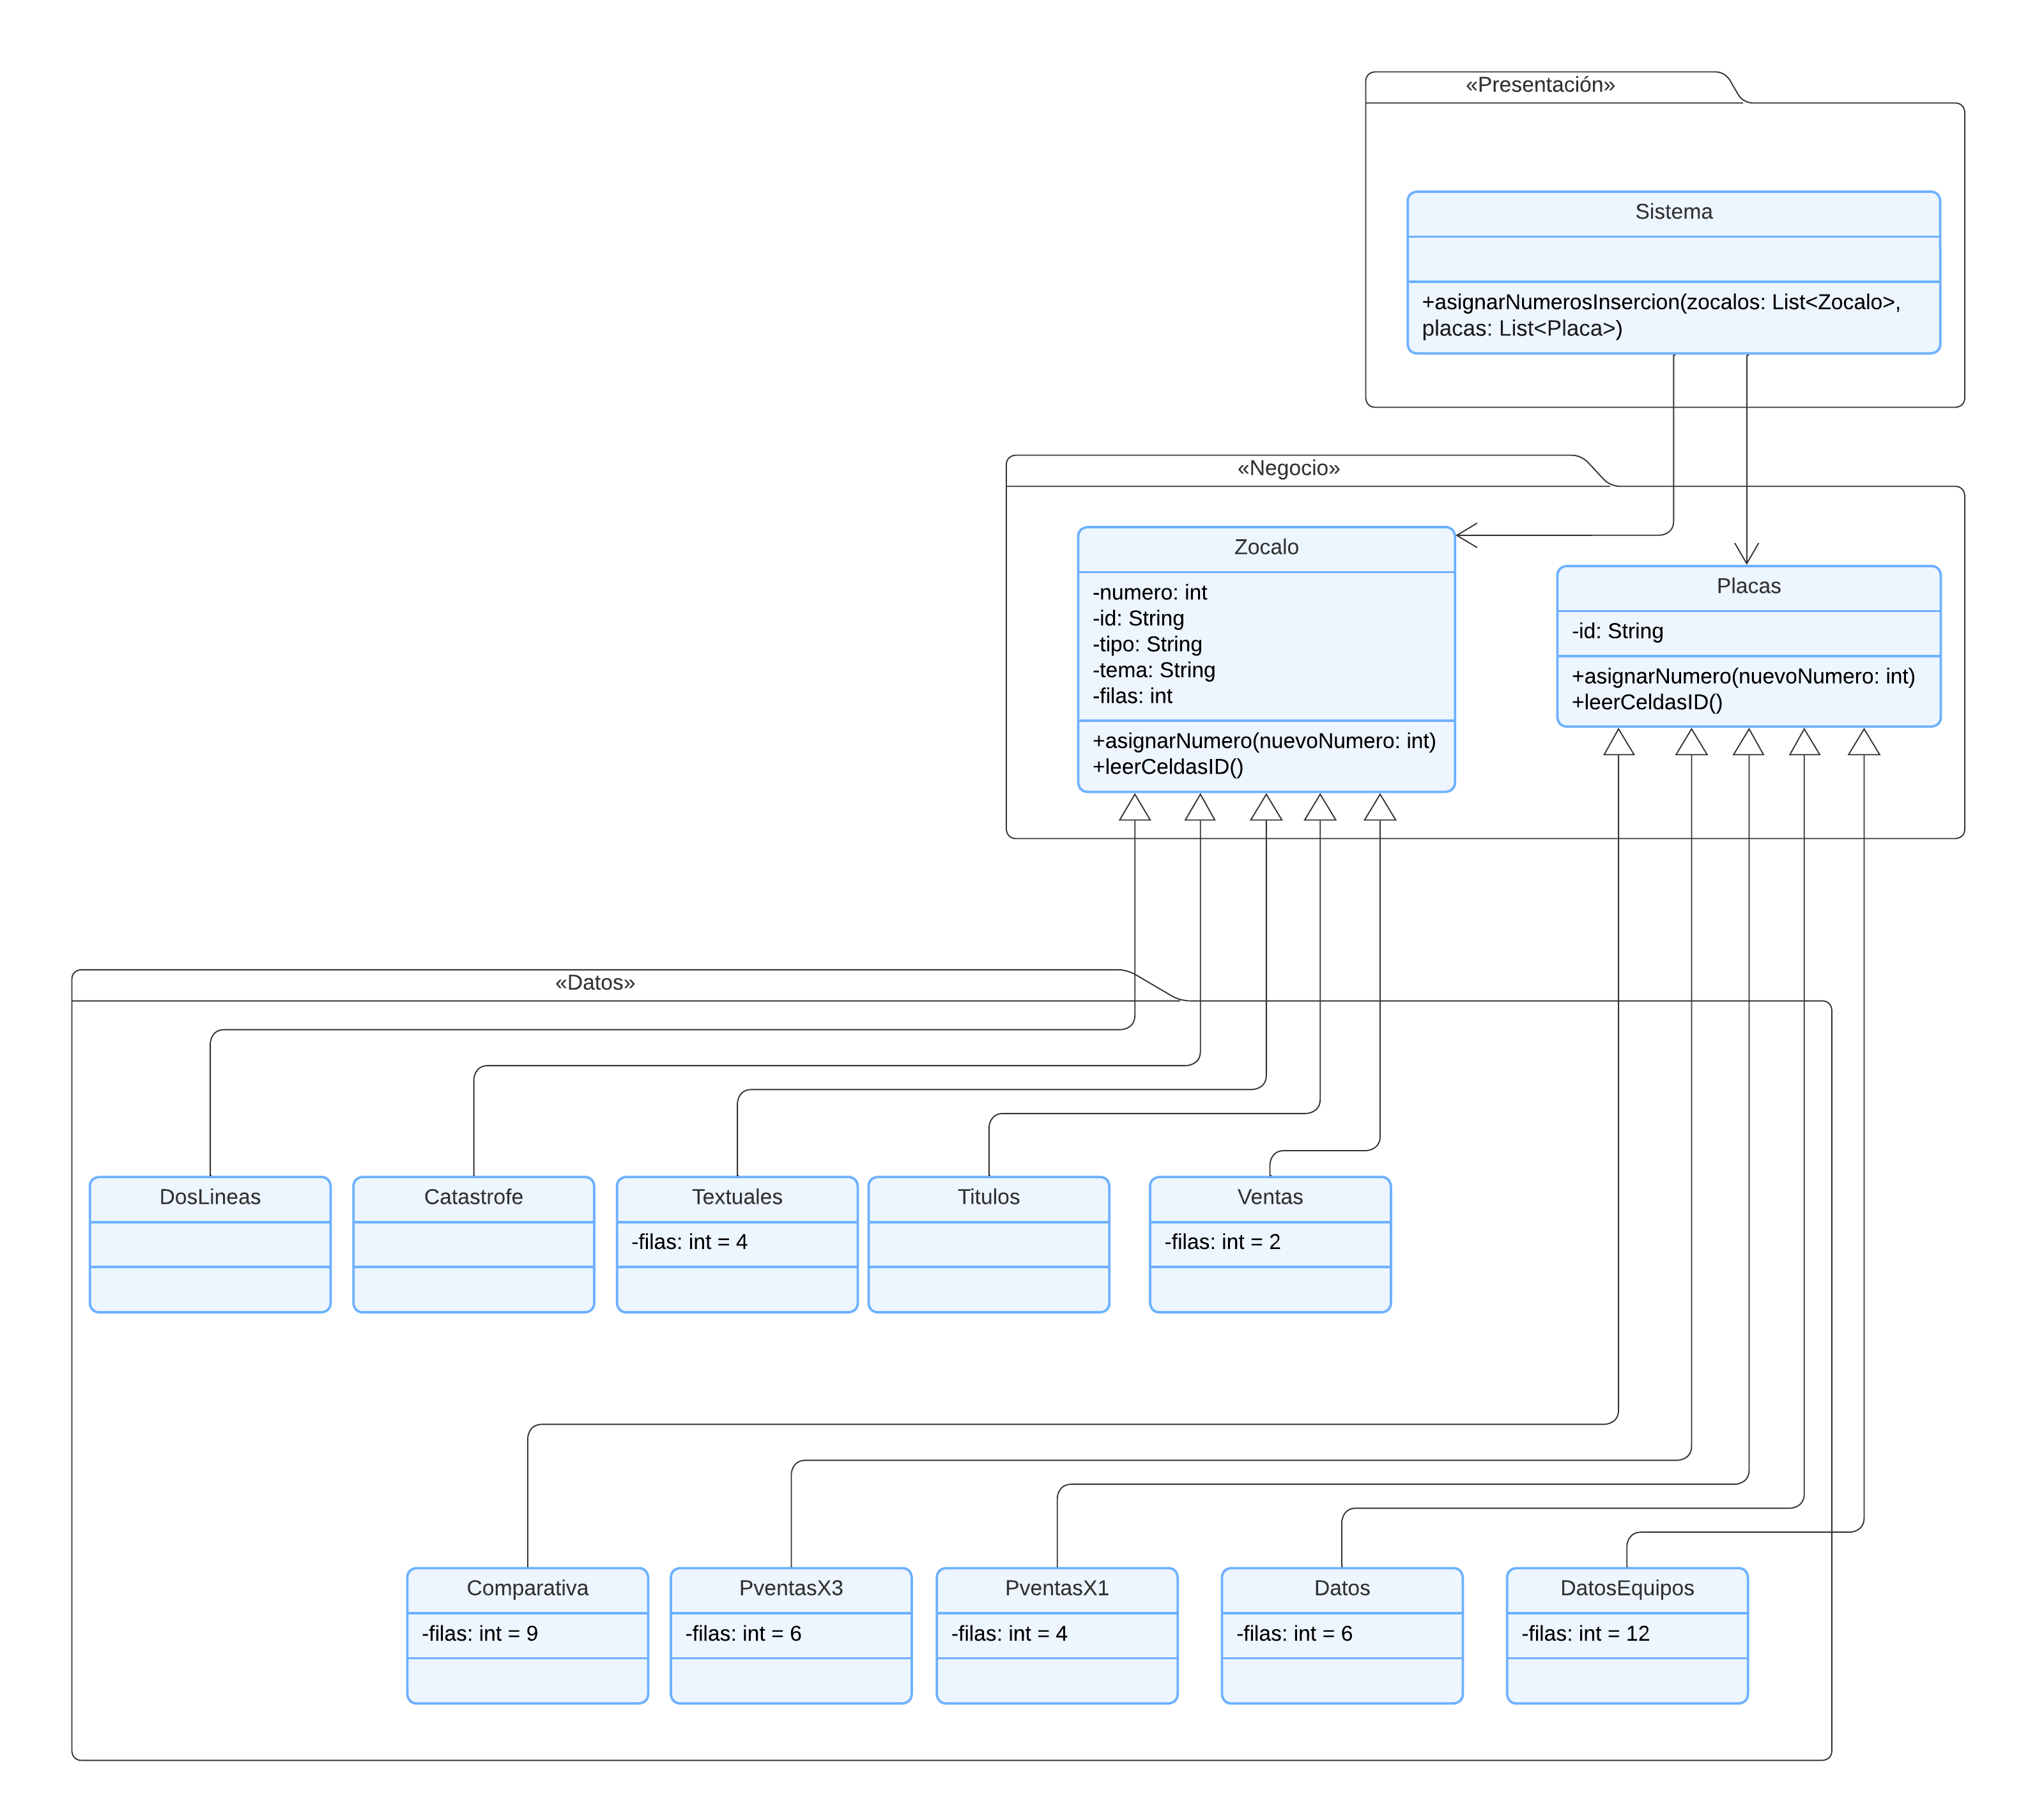 «Presentación»
Sistema
+asignarNumerosInsercion(zocalos: List<Zocalo>,
placas: List<Placa>)
«Negocio»
Zocalo
-numero: int
-id: String
-tipo: String
-tema: String
-filas: int
+asignarNumero(nuevoNumero: int)
+leerCeldasID()
Placas
-id: String
+asignarNumero(nuevoNumero: int)
+leerCeldasID()
«Datos»
DosLineas
Catastrofe
Textuales
-filas: int = 4
Titulos
Ventas
-filas: int = 2
Comparativa
-filas: int = 9
PventasX3
-filas: int = 6
PventasX1
-filas: int = 4
Datos
-filas: int = 6
DatosEquipos
-filas: int = 12